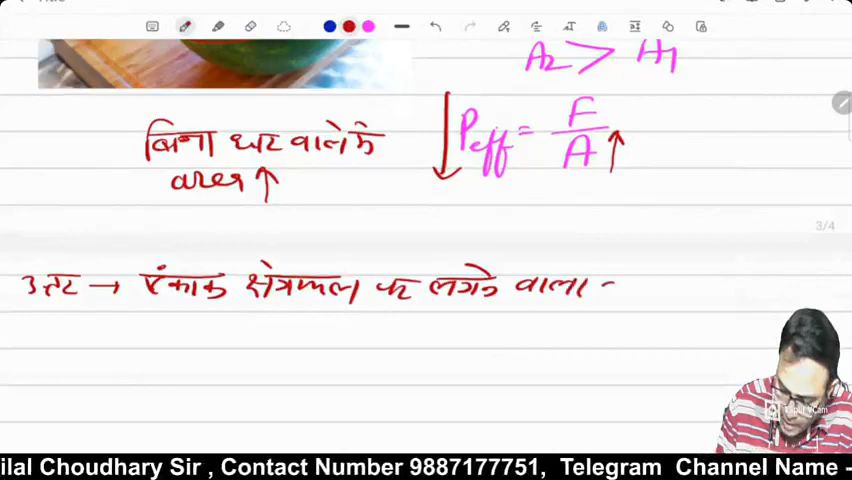 A₂ > A₁
बिना धार वाले के
area ↑
↓ Peff = F/A ↑
3/4
उत्तर → एंकाक क्षेत्रफल पर लगने वाला
ilal Choudhary Sir , Contact Number 9887177751, Telegram Channel Name -